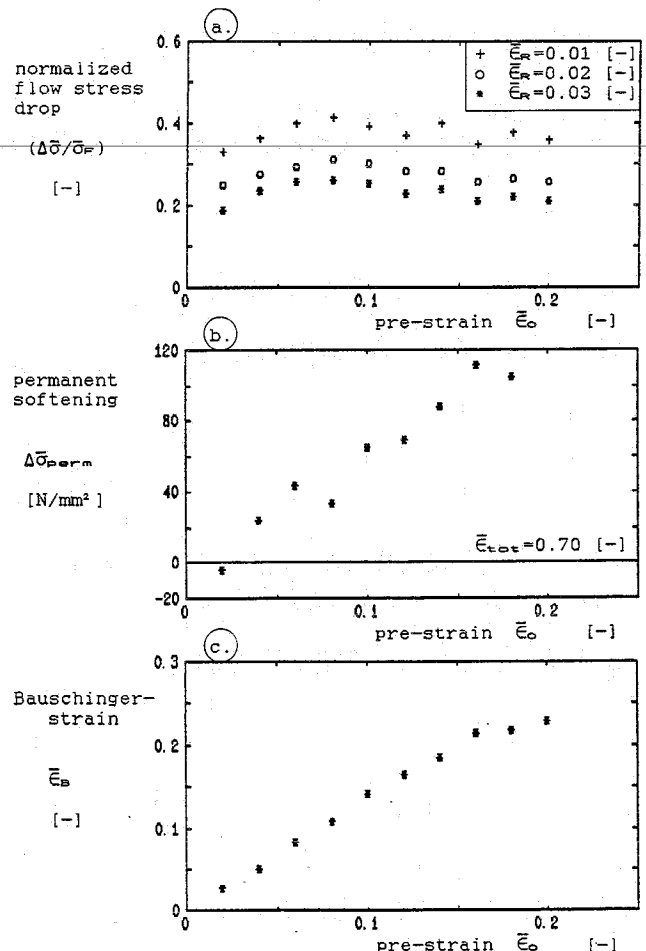 a.
0.6
0.4
0.2
0
normalized
flow stress
drop
(Δσ̄/σ̄F)
[-]
+ ε̄R=0.01 [-]
o ε̄R=0.02 [-]
* ε̄R=0.03 [-]
0 0.1 0.2
pre-strain ε̄o [-]
b.
120
80
40
0
-20
permanent
softening
Δσ̄perm
[N/mm²]
ε̄tot=0.70 [-]
0 0.1 0.2
pre-strain ε̄o [-]
c.
0.3
0.2
0.1
0
Bauschinger-
strain
ε̄B
[-]
0 0.1 0.2
pre-strain ε̄o [-]